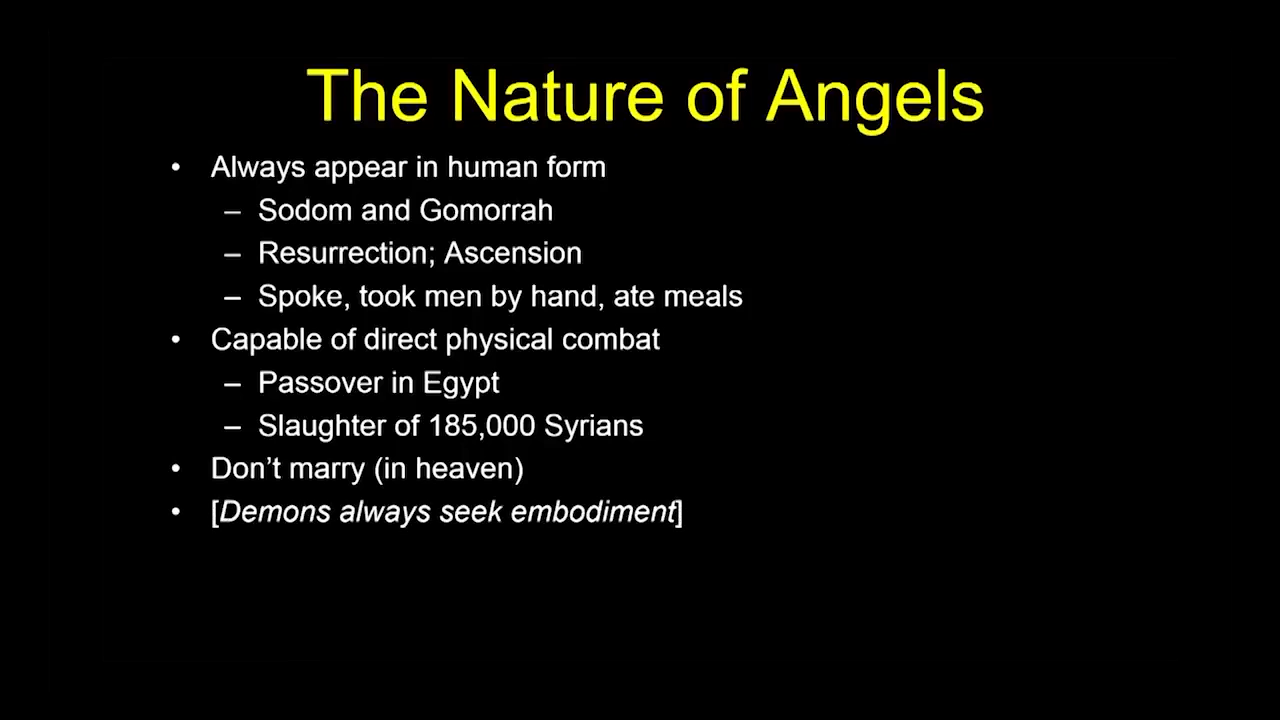 The Nature of Angels
• Always appear in human form
– Sodom and Gomorrah
– Resurrection; Ascension
– Spoke, took men by hand, ate meals
• Capable of direct physical combat
– Passover in Egypt
– Slaughter of 185,000 Syrians
• Don’t marry (in heaven)
• [Demons always seek embodiment]